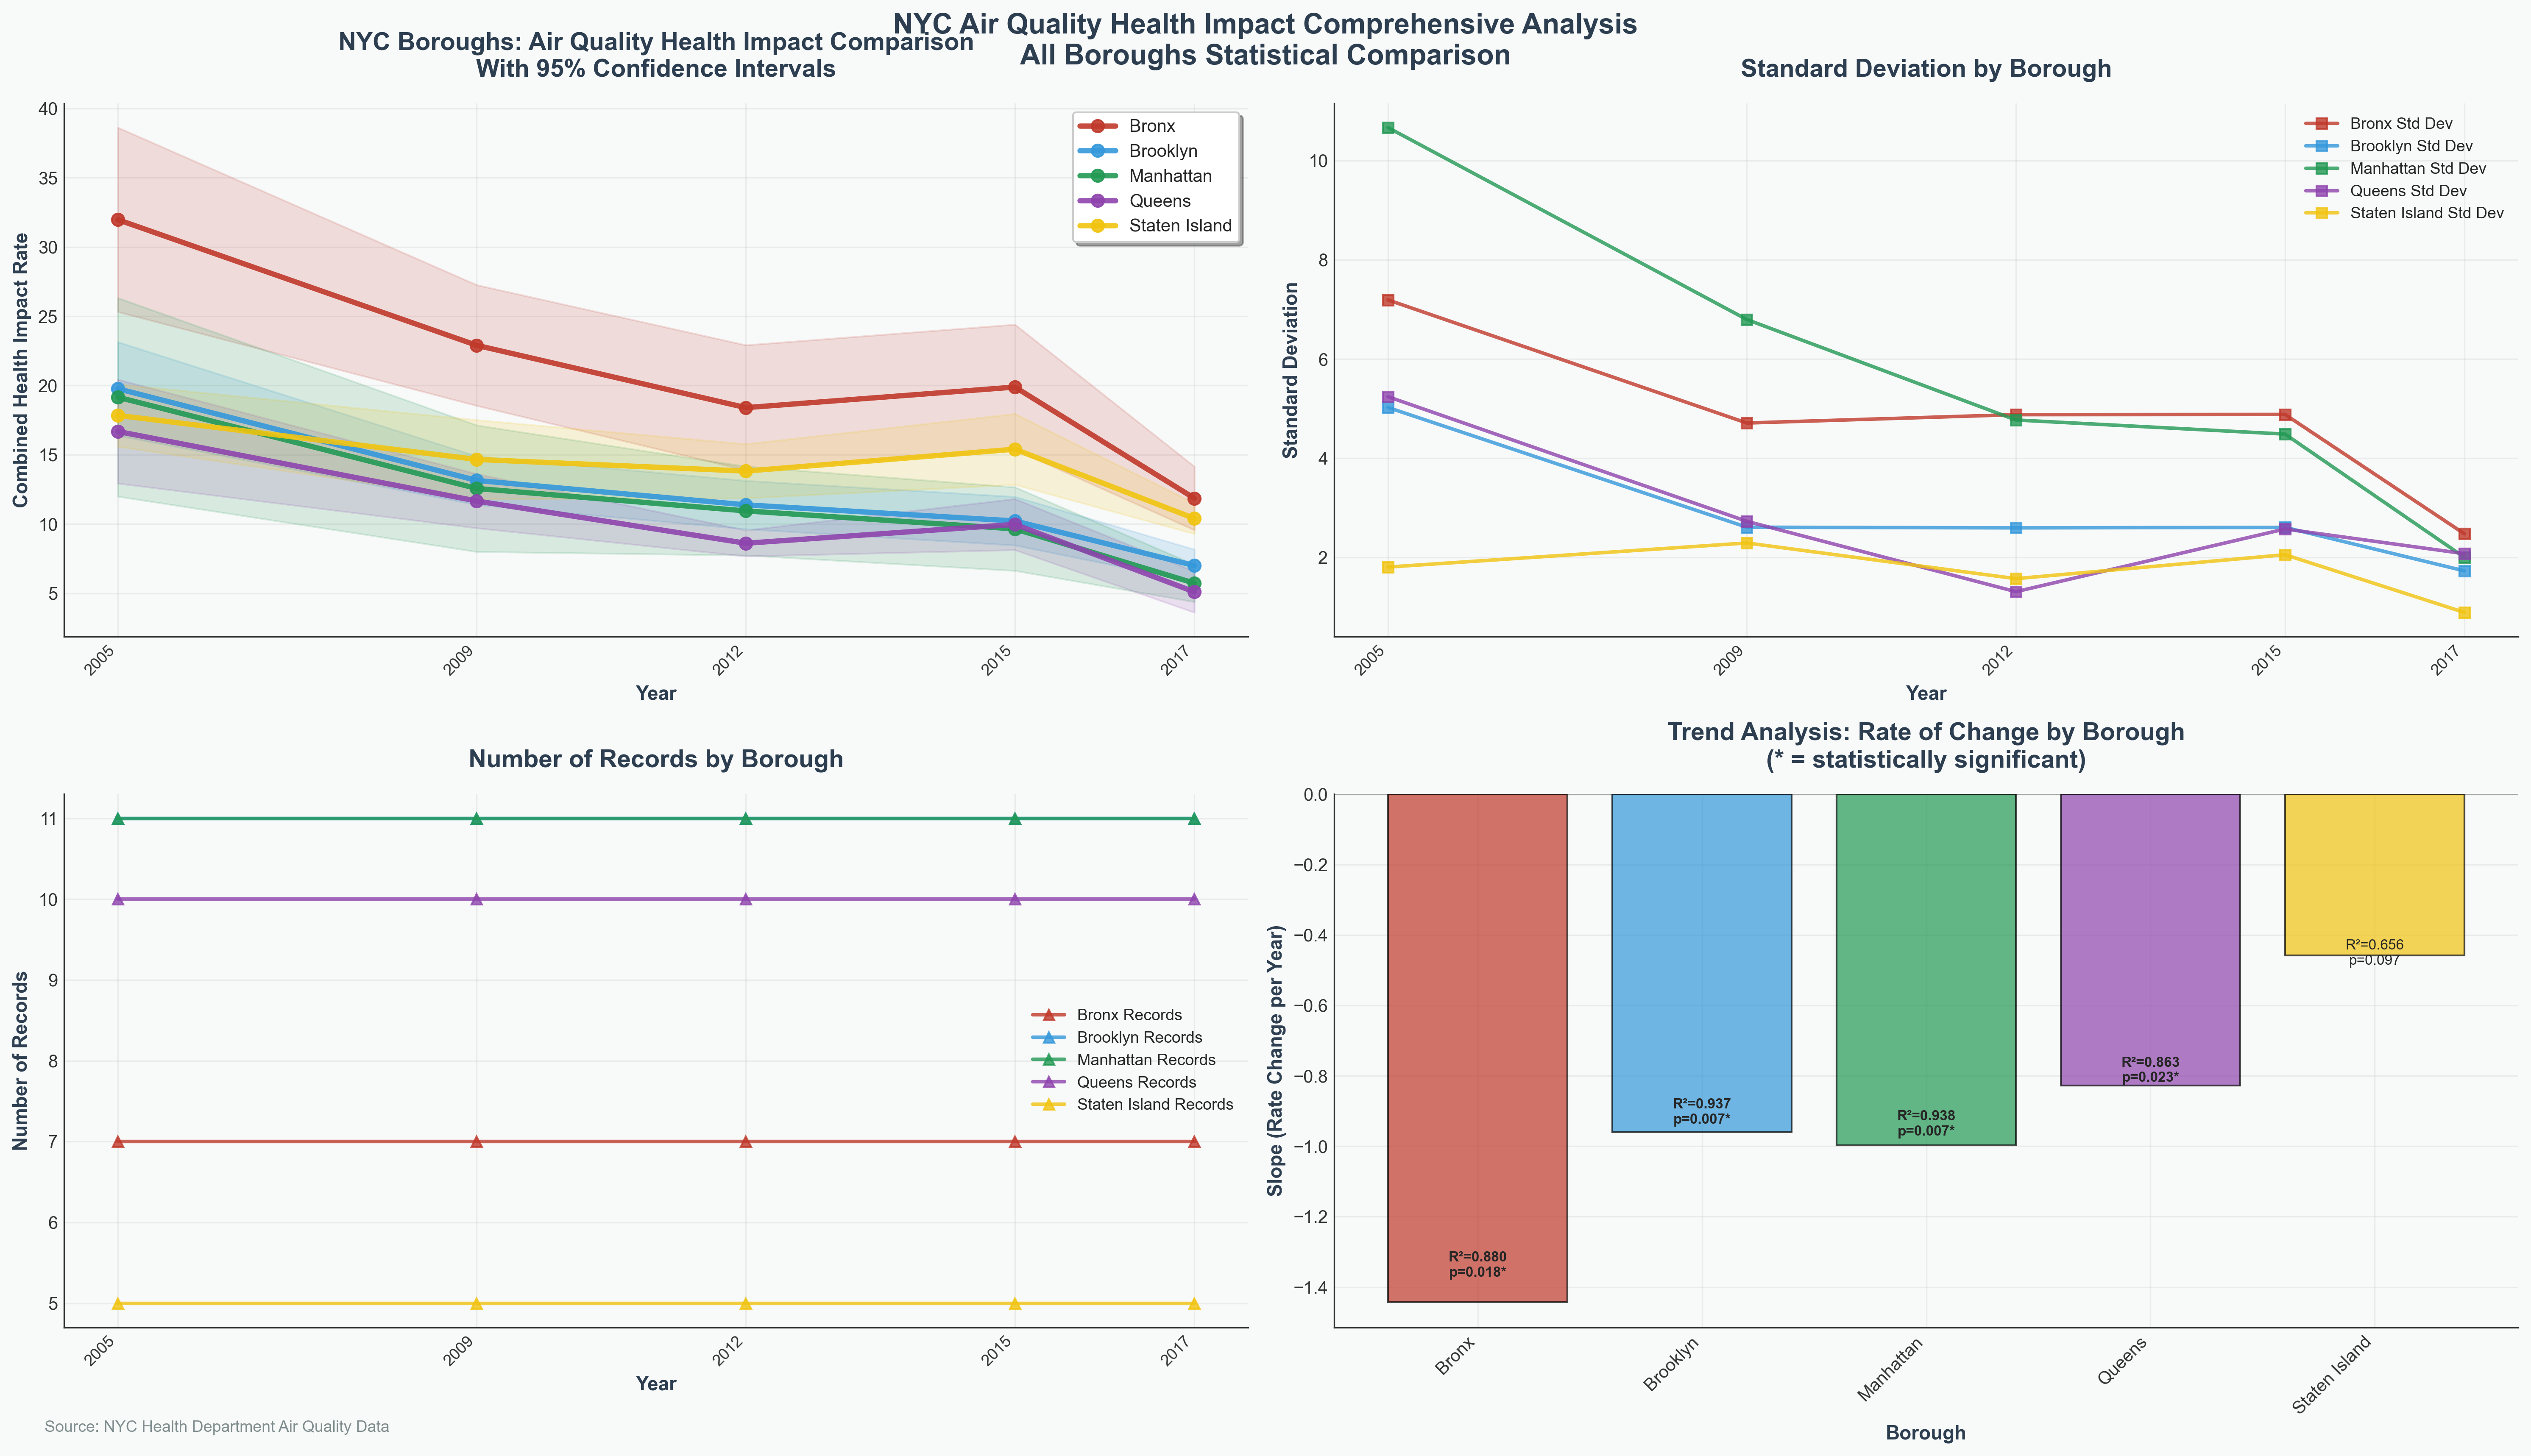 NYC Air Quality Health Impact Comprehensive Analysis
All Boroughs Statistical Comparison
NYC Boroughs: Air Quality Health Impact Comparison
With 95% Confidence Intervals
40
35
30
25
20
15
10
5
Combined Health Impact Rate
Bronx
Brooklyn
Manhattan
Queens
Staten Island
2005
2009
2012
2015
2017
Year
Standard Deviation by Borough
10
8
6
4
2
Standard Deviation
Bronx Std Dev
Brooklyn Std Dev
Manhattan Std Dev
Queens Std Dev
Staten Island Std Dev
2005
2009
2012
2015
2017
Year
Number of Records by Borough
11
10
9
8
7
6
5
Number of Records
Bronx Records
Brooklyn Records
Manhattan Records
Queens Records
Staten Island Records
2005
2009
2012
2015
2017
Year
Trend Analysis: Rate of Change by Borough
(* = statistically significant)
0.0
−0.2
−0.4
−0.6
−0.8
−1.0
−1.2
−1.4
Slope (Rate Change per Year)
R²=0.880
p=0.018*
R²=0.937
p=0.007*
R²=0.938
p=0.007*
R²=0.863
p=0.023*
R²=0.656
p=0.097
Bronx
Brooklyn
Manhattan
Queens
Staten Island
Borough
Source: NYC Health Department Air Quality Data